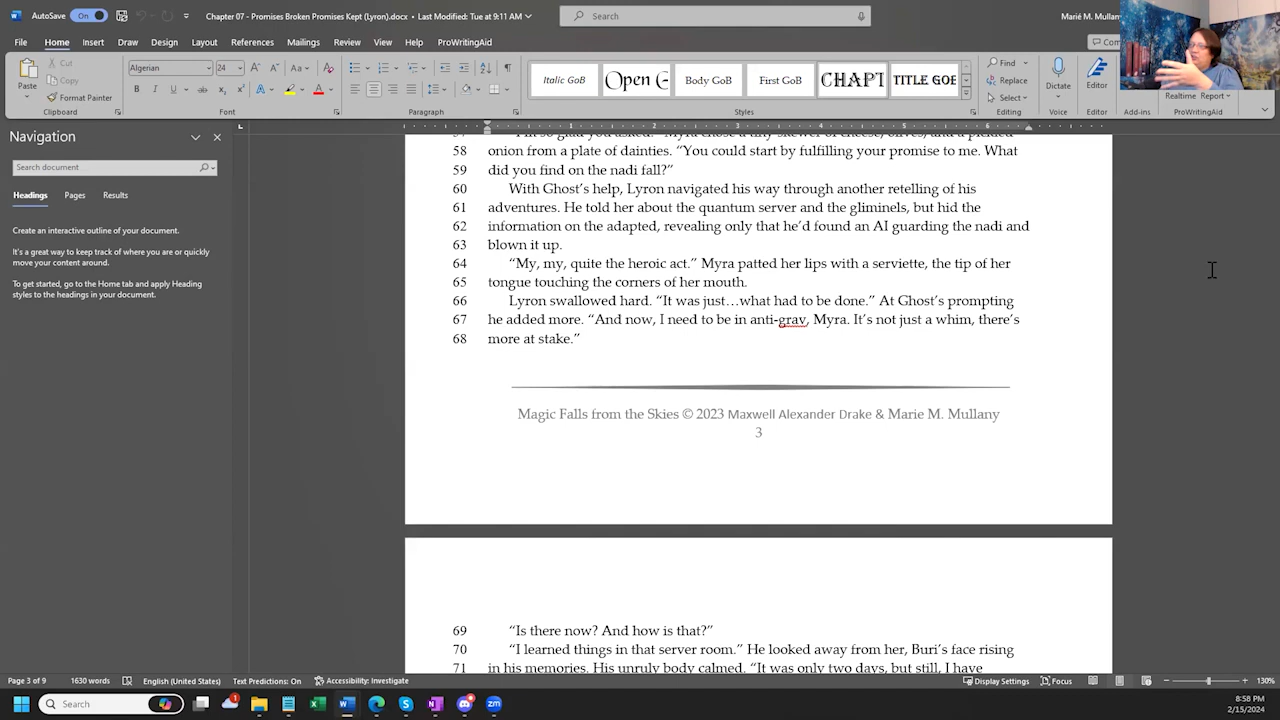 AutoSave On Chapter 07 - Promises Broken Promises Kept (Lyron).docx • Last Modified: Tue at 9:11 AM Search Marié M. Mullany
File Home Insert Draw Design Layout References Mailings Review View Help ProWritingAid
Paste Cut Copy Format Painter Clipboard
Algerian 24 Font
Paragraph
Italic GoB Open G Body GoB First GoB CHAPT TITLE GOB Styles
Find Replace Select Editing
Dictate Voice
Editor Editor
Add-ins Add-ins
Realtime Report ProWritingAid
Navigation
Search document
Headings Pages Results
Create an interactive outline of your document.
It's a great way to keep track of where you are or quickly
move your content around.
To get started, go to the Home tab and apply Heading
styles to the headings in your document.
58 onion from a plate of dainties. “You could start by fulfilling your promise to me. What
59 did you find on the nadi fall?”
60 With Ghost’s help, Lyron navigated his way through another retelling of his
61 adventures. He told her about the quantum server and the gliminels, but hid the
62 information on the adapted, revealing only that he’d found an AI guarding the nadi and
63 blown it up.
64 “My, my, quite the heroic act.” Myra patted her lips with a serviette, the tip of her
65 tongue touching the corners of her mouth.
66 Lyron swallowed hard. “It was just…what had to be done.” At Ghost’s prompting
67 he added more. “And now, I need to be in anti-grav, Myra. It’s not just a whim, there’s
68 more at stake.”
Magic Falls from the Skies © 2023 Maxwell Alexander Drake & Marie M. Mullany
3
69 “Is there now? And how is that?”
70 “I learned things in that server room.” He looked away from her, Buri’s face rising
71 in his memories. His unruly body calmed. “It was only two days, but still, I have
Page 3 of 9 1630 words English (United States) Text Predictions: On Accessibility: Investigate Display Settings Focus 130%
Search 8:58 PM
2/15/2024